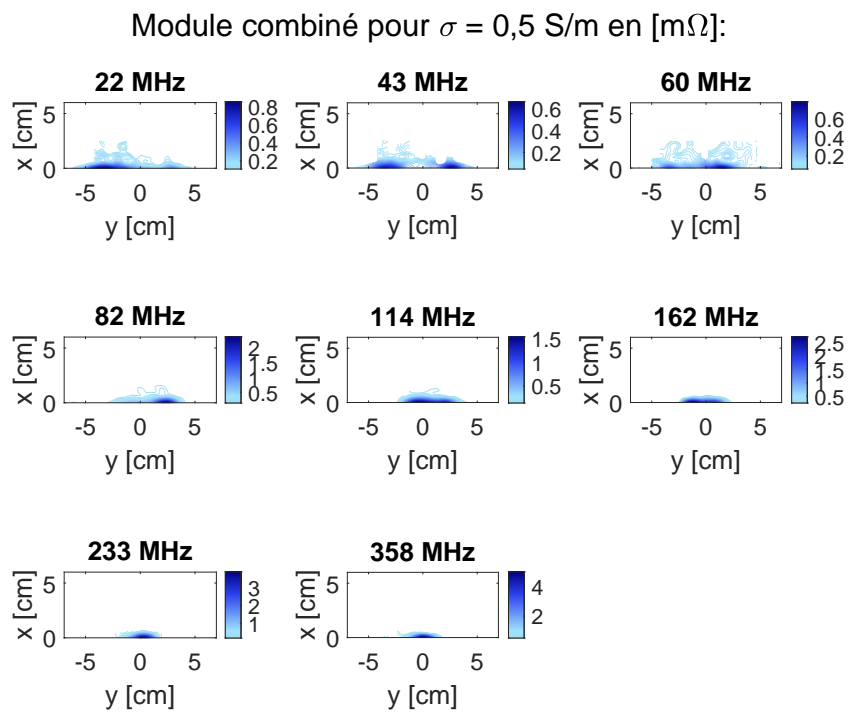 Module combiné pour σ = 0,5 S/m en [mΩ]:
22 MHz
43 MHz
60 MHz
x [cm]
5
0
-5 0 5
y [cm]
0.8
0.6
0.4
0.2
x [cm]
5
0
-5 0 5
y [cm]
0.6
0.4
0.2
x [cm]
5
0
-5 0 5
y [cm]
0.6
0.4
0.2
82 MHz
114 MHz
162 MHz
x [cm]
5
0
-5 0 5
y [cm]
2
1.5
1
0.5
x [cm]
5
0
-5 0 5
y [cm]
1.5
1
0.5
x [cm]
5
0
-5 0 5
y [cm]
2.5
2
1.5
1
0.5
233 MHz
358 MHz
x [cm]
5
0
-5 0 5
y [cm]
3
2
1
x [cm]
5
0
-5 0 5
y [cm]
4
2